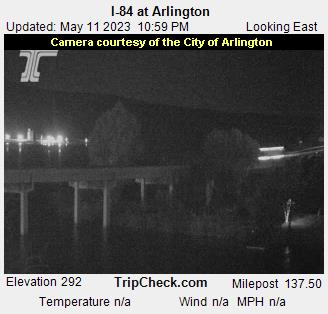 I-84 at Arlington
Updated: May 11 2023 10:59 PM Looking East
Camera courtesy of the City of Arlington
Elevation 292 TripCheck.com Milepost 137.50
Temperature n/a Wind n/a MPH n/a